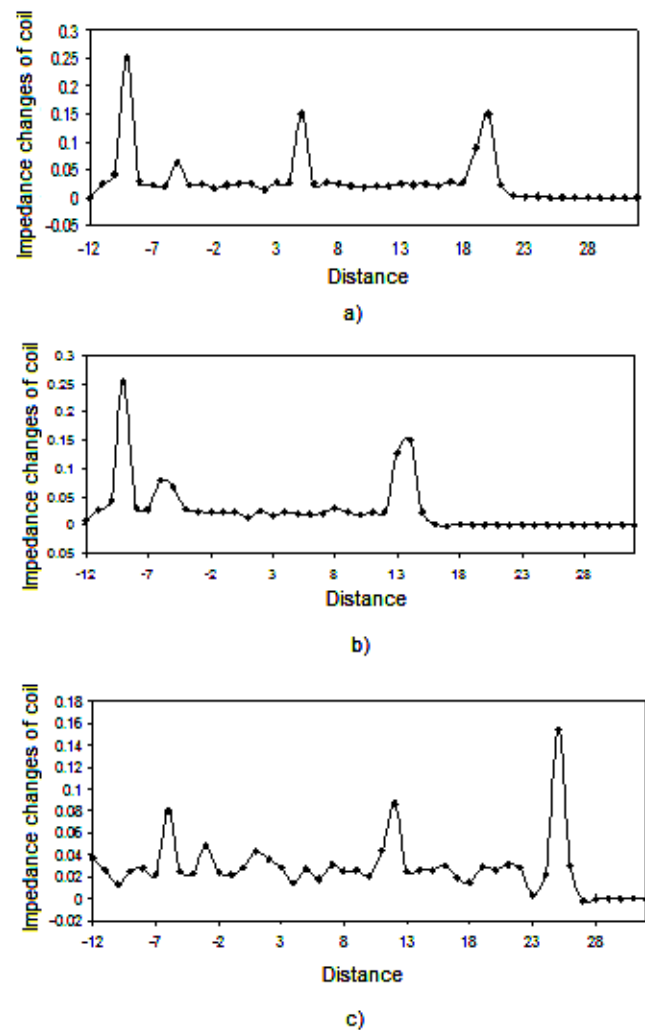 Impedance changes of coil
0.3
0.25
0.2
0.15
0.1
0.05
0
-0.05
-12 -7 -2 3 8 13 18 23 28
Distance
a)
Impedance changes of coil
0.3
0.25
0.2
0.15
0.1
0.05
0
0.05
-12 -7 -2 3 8 13 18 23 28
Distance
b)
Impedance changes of coil
0.18
0.16
0.14
0.12
0.1
0.08
0.06
0.04
0.02
0
-0.02
-12 -7 -2 3 8 13 18 23 28
Distance
c)